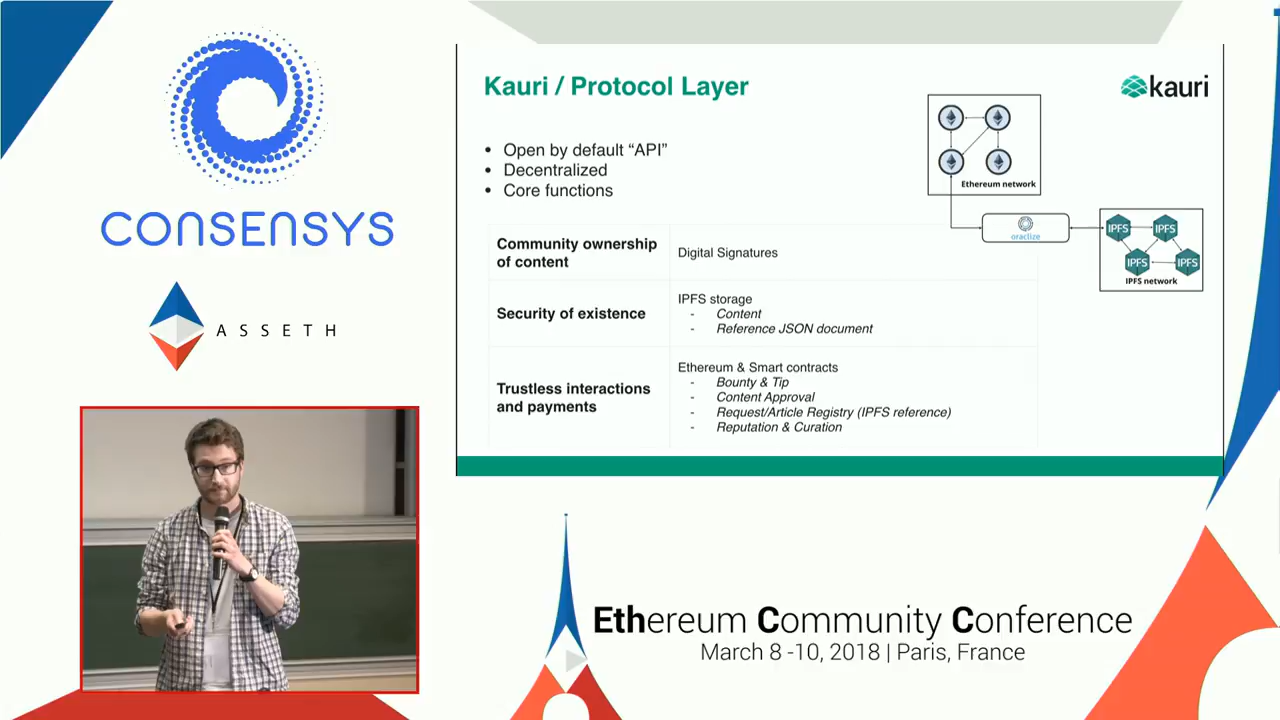 CONSENSYS
ASSETH
Kauri / Protocol Layer
kauri
• Open by default “API”
• Decentralized
• Core functions
Ethereum network
oraclize
IPFS
IPFS
IPFS
IPFS
IPFS network
Community ownership
of content
Digital Signatures
Security of existence
IPFS storage
- Content
- Reference JSON document
Trustless interactions
and payments
Ethereum & Smart contracts
- Bounty & Tip
- Content Approval
- Request/Article Registry (IPFS reference)
- Reputation & Curation
Ethereum Community Conference
March 8 -10, 2018 | Paris, France